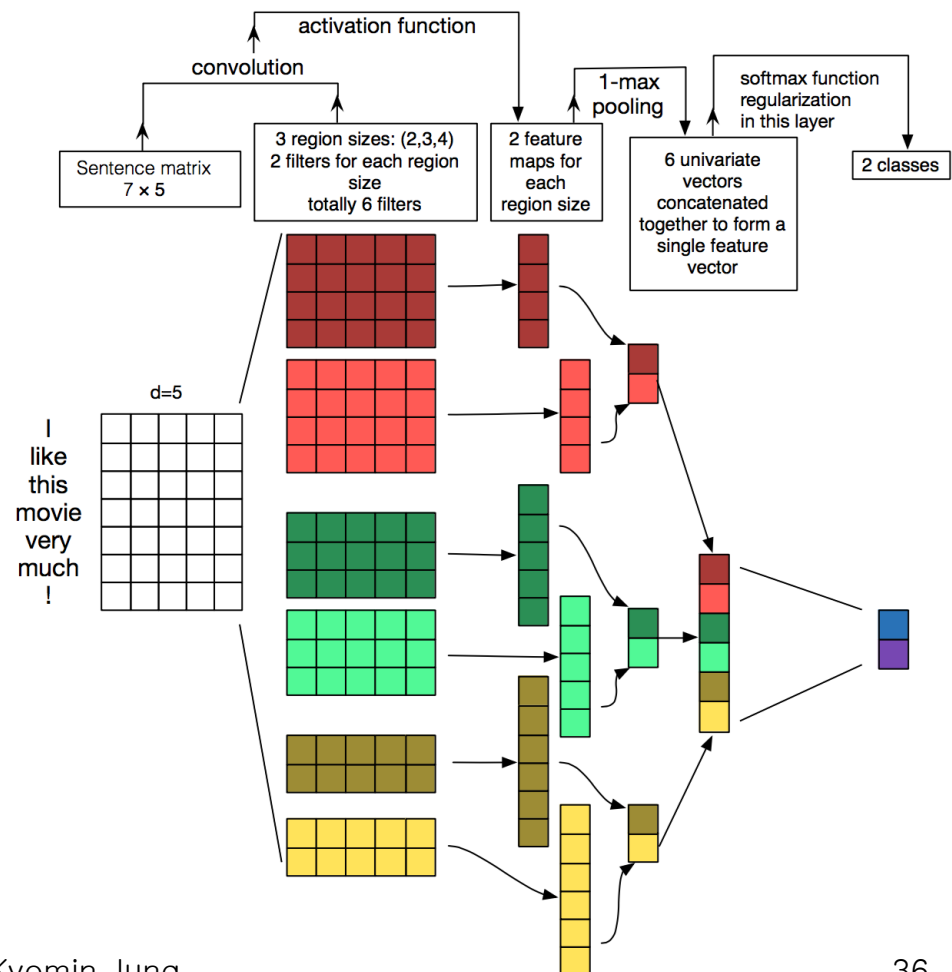 activation function
convolution
1-max
pooling
softmax function
regularization
in this layer
Sentence matrix
7 × 5
3 region sizes: (2,3,4)
2 filters for each region
size
totally 6 filters
2 feature
maps for
each
region size
6 univariate
vectors
concatenated
together to form a
single feature
vector
2 classes
d=5
I
like
this
movie
very
much
!
Kyomin Jung
36